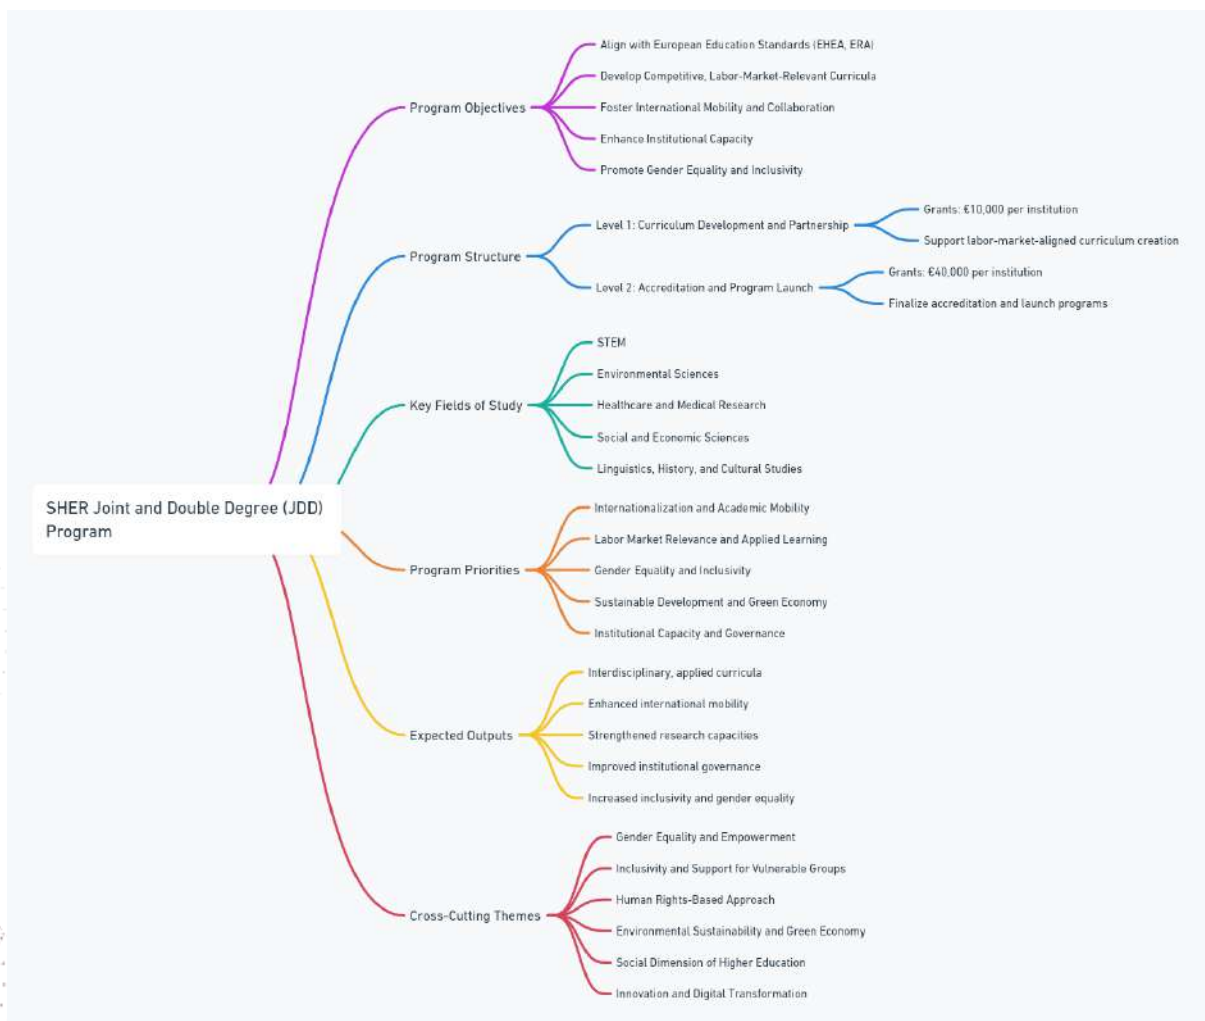 Align with European Education Standards (EHEA, ERA)
Develop Competitive, Labor-Market-Relevant Curricula
Program Objectives
Foster International Mobility and Collaboration
Enhance Institutional Capacity
Promote Gender Equality and Inclusivity
Grants: €10,000 per institution
Level 1: Curriculum Development and Partnership
Support labor-market-aligned curriculum creation
Program Structure
Grants: €40,000 per institution
Level 2: Accreditation and Program Launch
Finalize accreditation and launch programs
STEM
Environmental Sciences
Key Fields of Study
Healthcare and Medical Research
Social and Economic Sciences
Linguistics, History, and Cultural Studies
SHER Joint and Double Degree (JDD)
Program
Internationalization and Academic Mobility
Labor Market Relevance and Applied Learning
Program Priorities
Gender Equality and Inclusivity
Sustainable Development and Green Economy
Institutional Capacity and Governance
Interdisciplinary, applied curricula
Enhanced international mobility
Expected Outputs
Strengthened research capacities
Improved institutional governance
Increased inclusivity and gender equality
Gender Equality and Empowerment
Inclusivity and Support for Vulnerable Groups
Human Rights-Based Approach
Cross-Cutting Themes
Environmental Sustainability and Green Economy
Social Dimension of Higher Education
Innovation and Digital Transformation